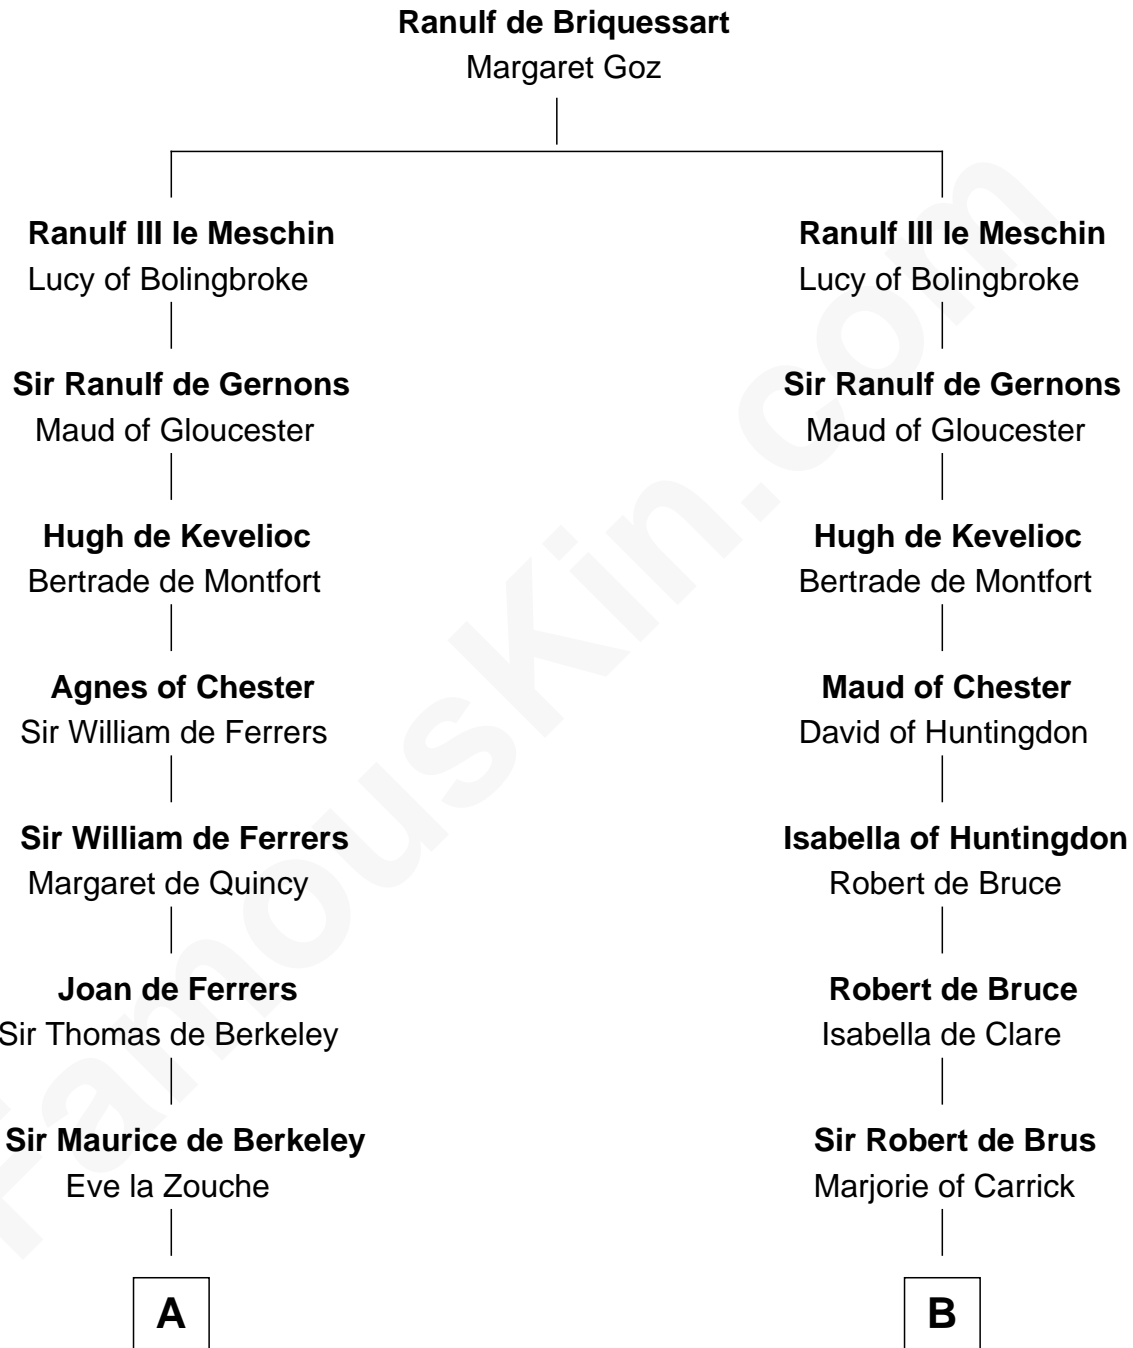 Ranulf de Briquessart
Margaret Goz
Ranulf III le Meschin
Lucy of Bolingbroke
Sir Ranulf de Gernons
Maud of Gloucester
Hugh de Kevelioc
Bertrade de Montfort
Agnes of Chester
Sir William de Ferrers
Sir William de Ferrers
Margaret de Quincy
Joan de Ferrers
Sir Thomas de Berkeley
Sir Maurice de Berkeley
Eve la Zouche
A
Ranulf III le Meschin
Lucy of Bolingbroke
Sir Ranulf de Gernons
Maud of Gloucester
Hugh de Kevelioc
Bertrade de Montfort
Maud of Chester
David of Huntingdon
Isabella of Huntingdon
Robert de Bruce
Robert de Bruce
Isabella de Clare
Sir Robert de Brus
Marjorie of Carrick
B
FamousKin.com